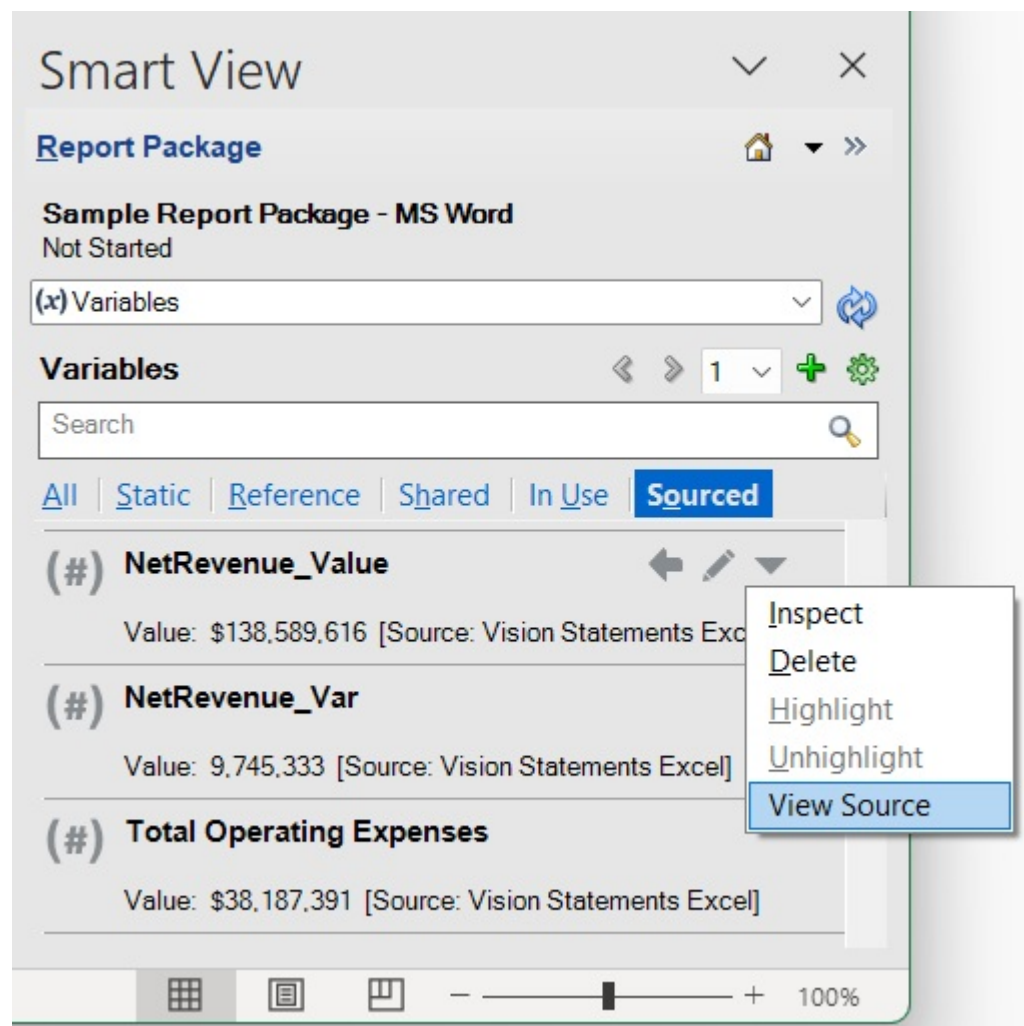 Smart View
Report Package
Sample Report Package - MS Word
Not Started
(x) Variables
Variables
1
Search
All
Static
Reference
Shared
In Use
Sourced
(#) NetRevenue_Value
Value: $138,589,616 [Source: Vision Statements Exc
(#) NetRevenue_Var
Value: 9,745,333 [Source: Vision Statements Excel]
(#) Total Operating Expenses
Value: $38,187,391 [Source: Vision Statements Excel]
Inspect
Delete
Highlight
Unhighlight
View Source
100%